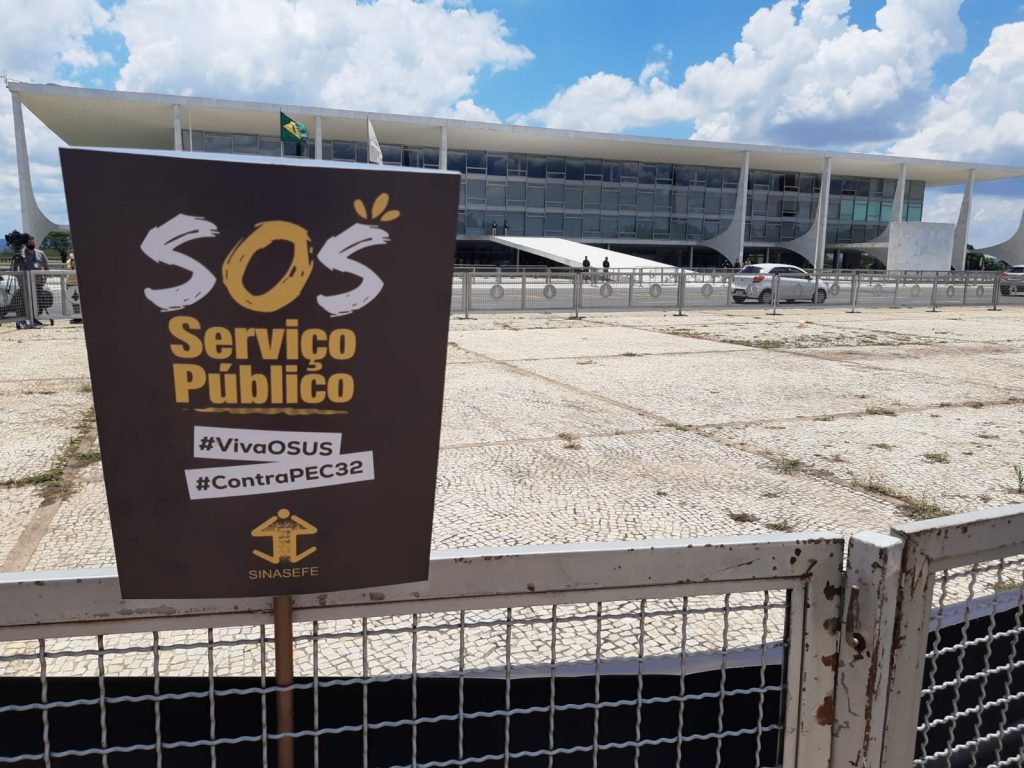 SOS
Serviço
Público
#VivaOSUS
#ContraPEC32
SINASEFE